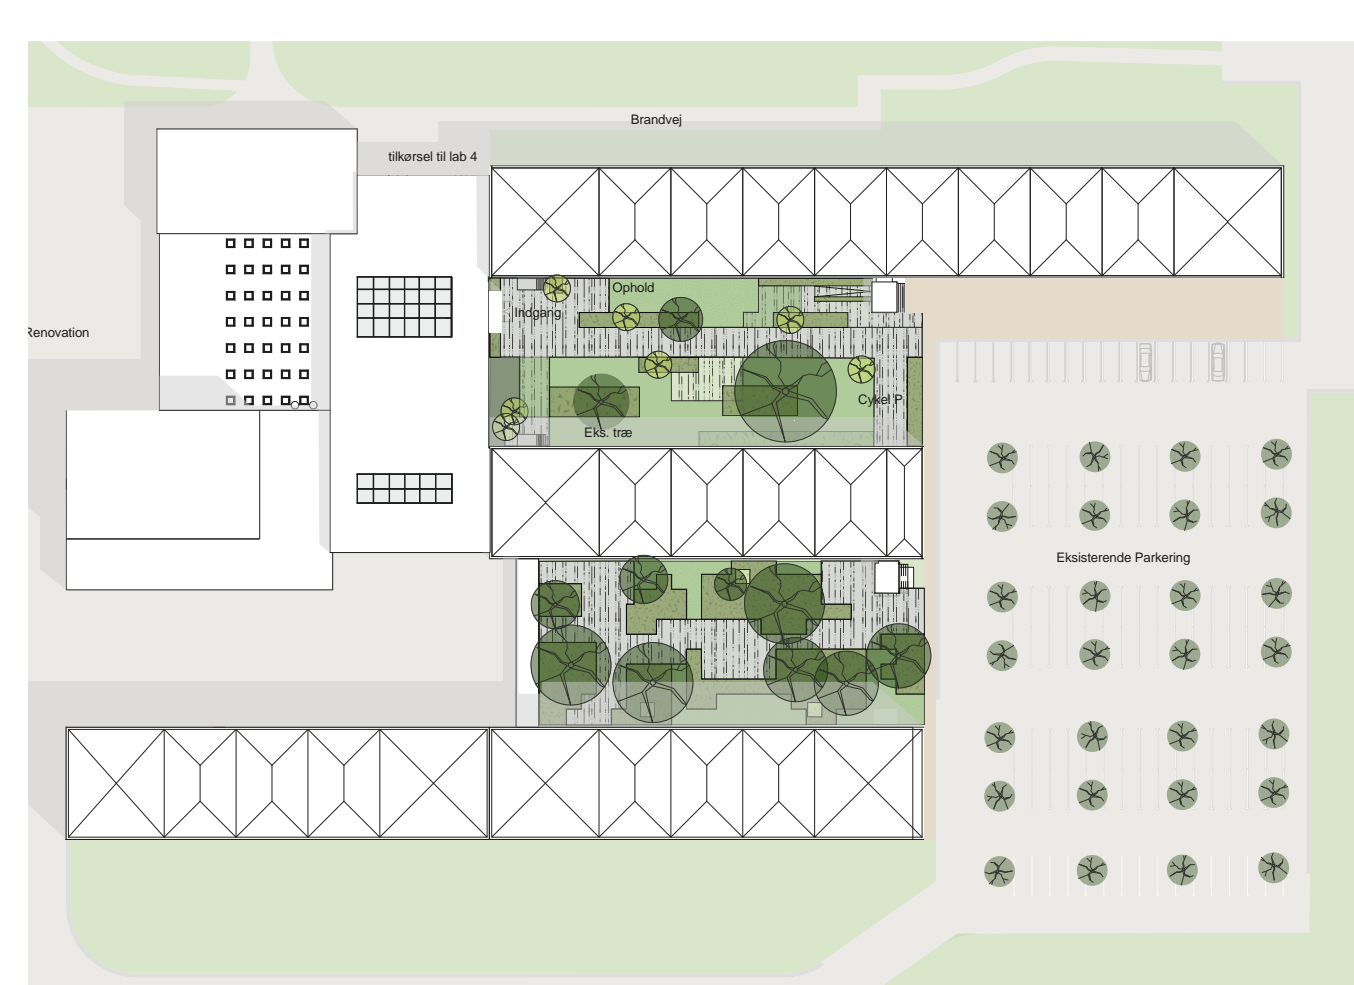 Brandvej
tilkørsel til lab 4
Ophold
Indgang
Renovation
Cykel P
Eks. træ
Eksisterende Parkering